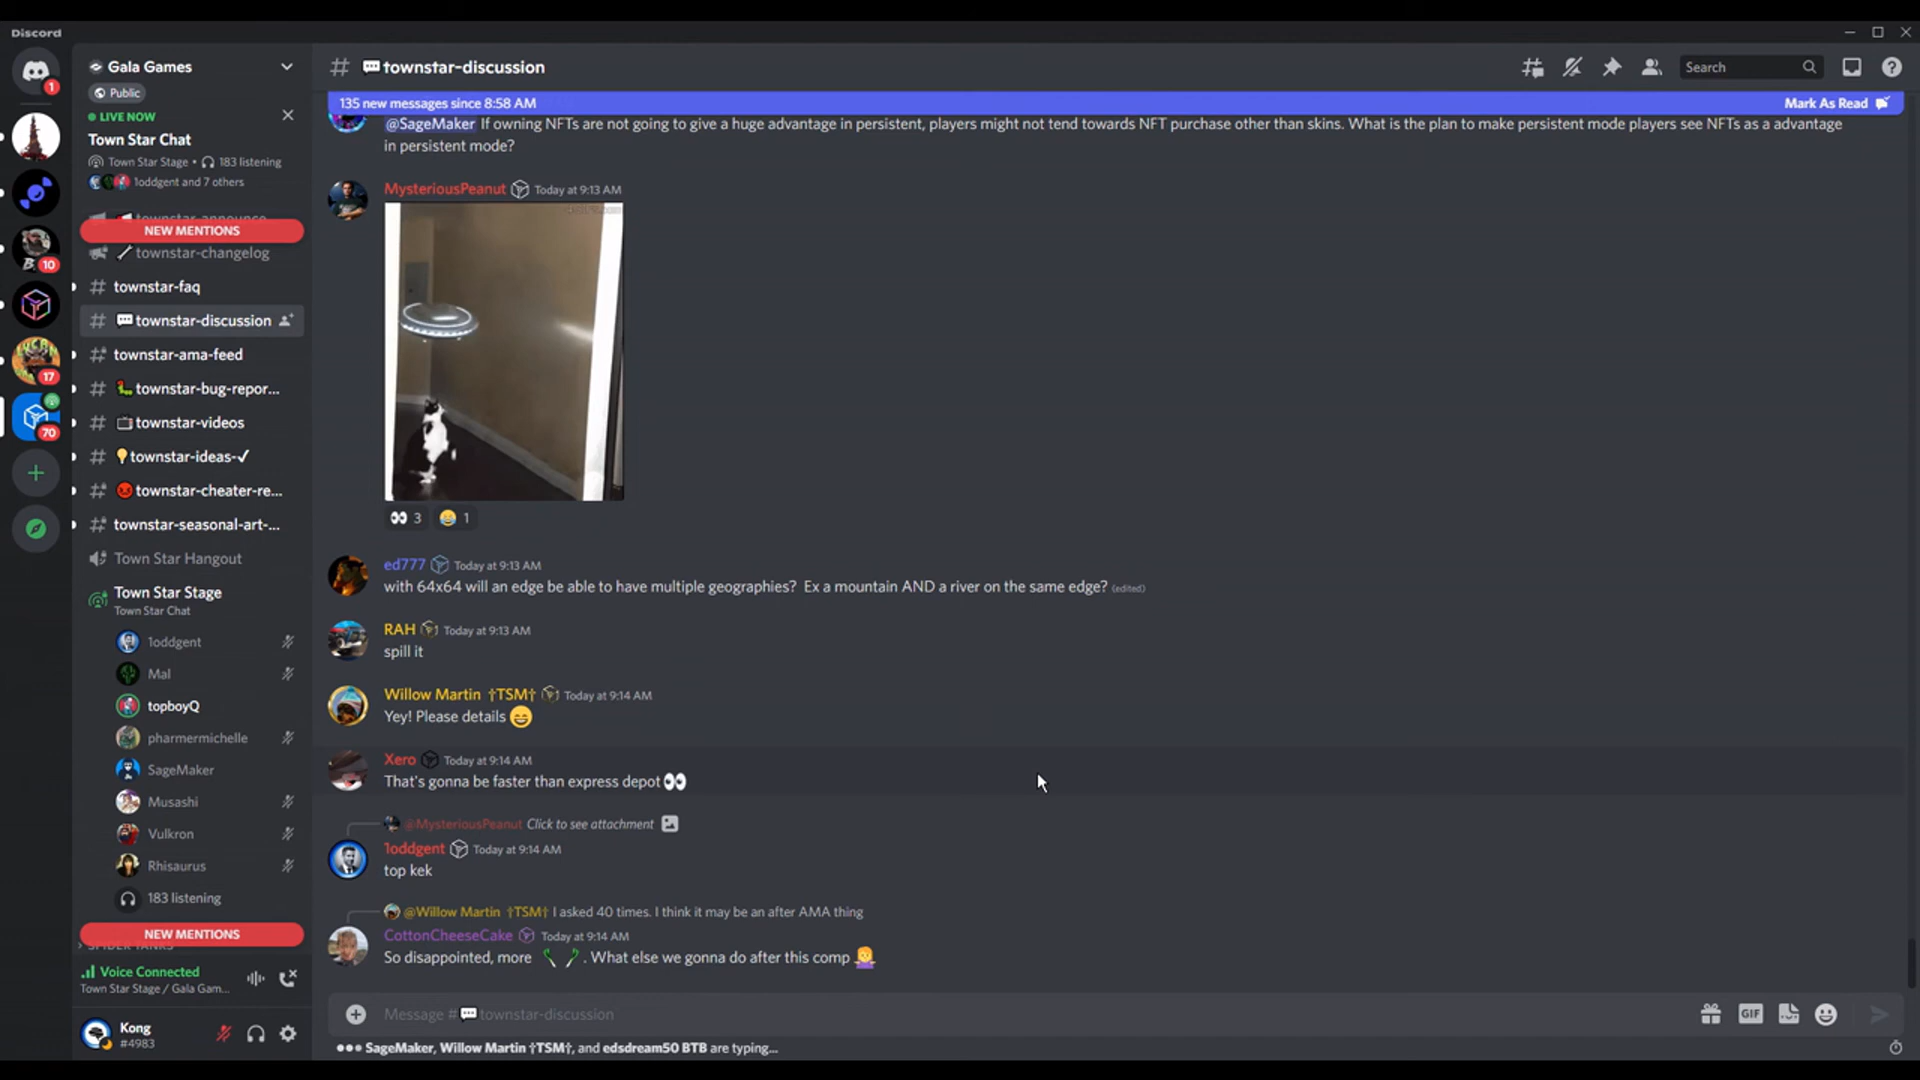 Discord
1
Gala Games
Public
LIVE NOW
Town Star Chat
Town Star Stage • 183 listening
1oddgent and 7 others
NEW MENTIONS
townstar-changelog
townstar-faq
townstar-discussion
townstar-ama-feed
townstar-bug-repor...
townstar-videos
townstar-ideas-✓
townstar-cheater-re...
townstar-seasonal-art-...
Town Star Hangout
Town Star Stage
Town Star Chat
1oddgent
Mal
topboyQ
pharmermichelle
SageMaker
Musashi
Vulkron
Rhisaurus
183 listening
NEW MENTIONS
Voice Connected
Town Star Stage / Gala Gam...
Kong
#4983
10
17
70
# townstar-discussion
Search
135 new messages since 8:58 AM
Mark As Read
@SageMaker If owning NFTs are not going to give a huge advantage in persistent, players might not tend towards NFT purchase other than skins. What is the plan to make persistent mode players see NFTs as a advantage
in persistent mode?
MysteriousPeanut Today at 9:13 AM
3 1
ed777 Today at 9:13 AM
with 64x64 will an edge be able to have multiple geographies? Ex a mountain AND a river on the same edge? (edited)
RAH Today at 9:13 AM
spill it
Willow Martin †TSM† Today at 9:14 AM
Yey! Please details 😄
Xero Today at 9:14 AM
That's gonna be faster than express depot 👀
@MysteriousPeanut Click to see attachment
1oddgent Today at 9:14 AM
top kek
@Willow Martin †TSM† I asked 40 times. I think it may be an after AMA thing
CottonCheeseCake Today at 9:14 AM
So disappointed, more . What else we gonna do after this comp
Message # townstar-discussion
GIF
SageMaker, Willow Martin †TSM†, and edsdream50 BTB are typing...